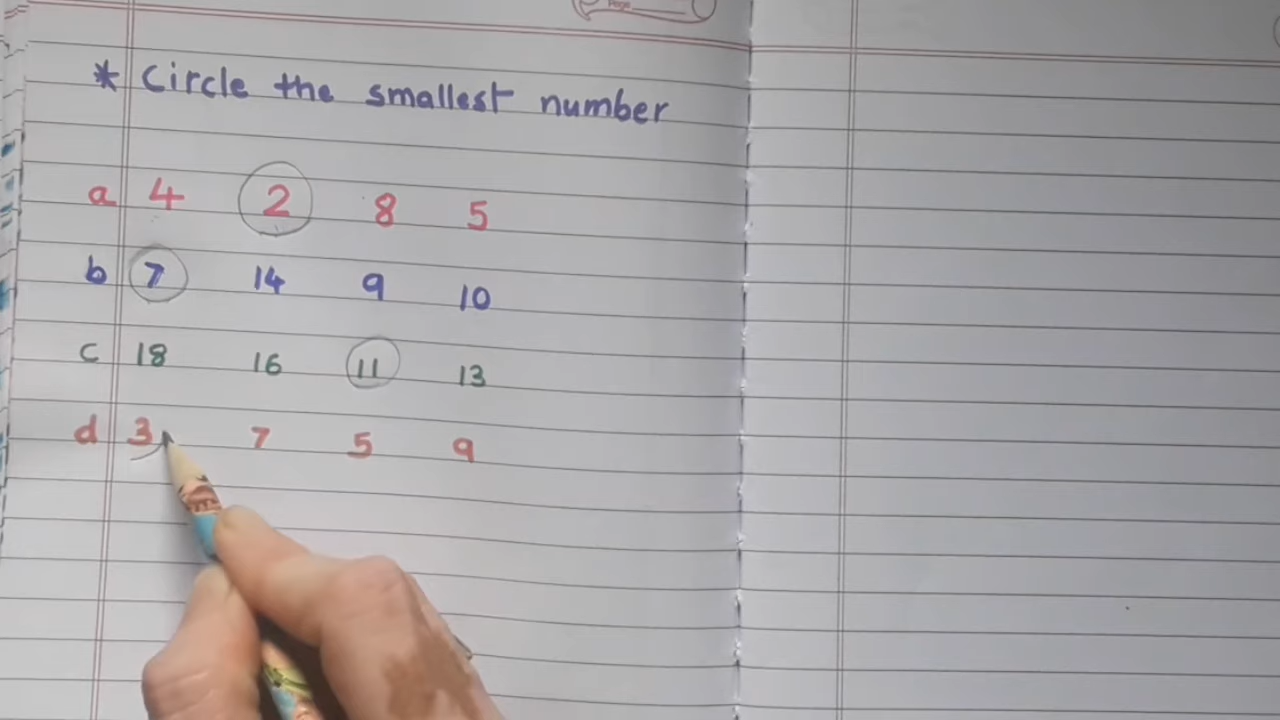 Page
* Circle the smallest number
a 4 2 8 5
b 7 14 9 10
c 18 16 11 13
d 3 7 5 9